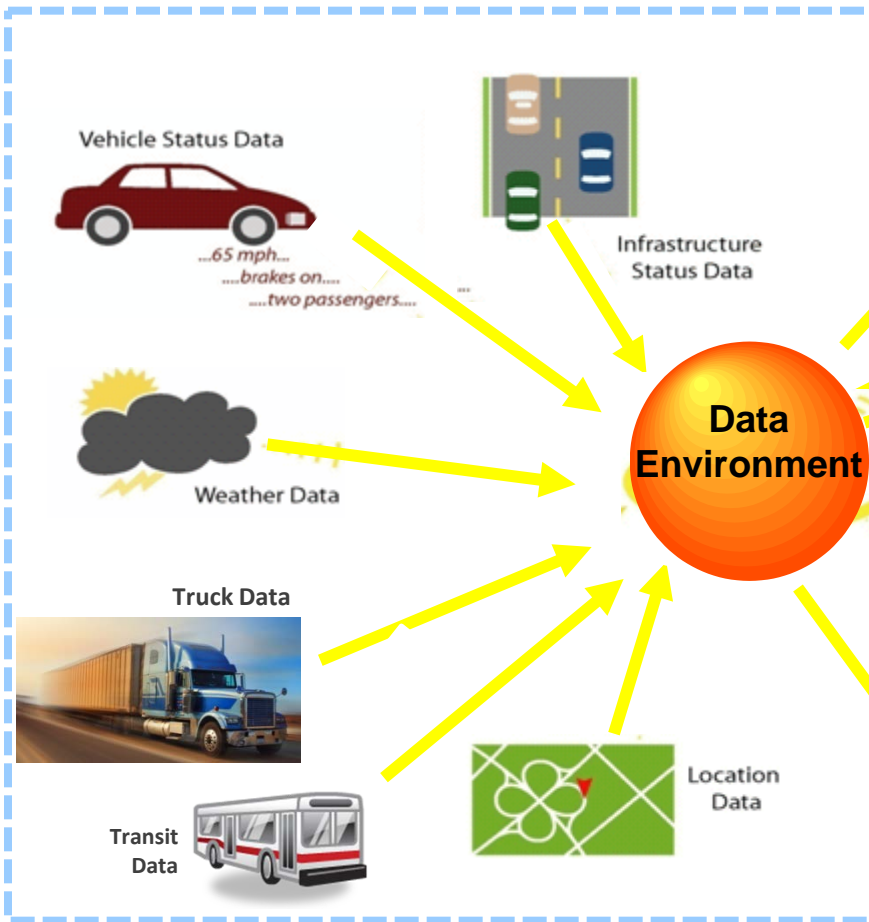 Vehicle Status Data
...65 mph...
....brakes on....
....two passengers....
...
Infrastructure
Status Data
Data
Environment
Weather Data
Truck Data
Transit
Data
Location
Data